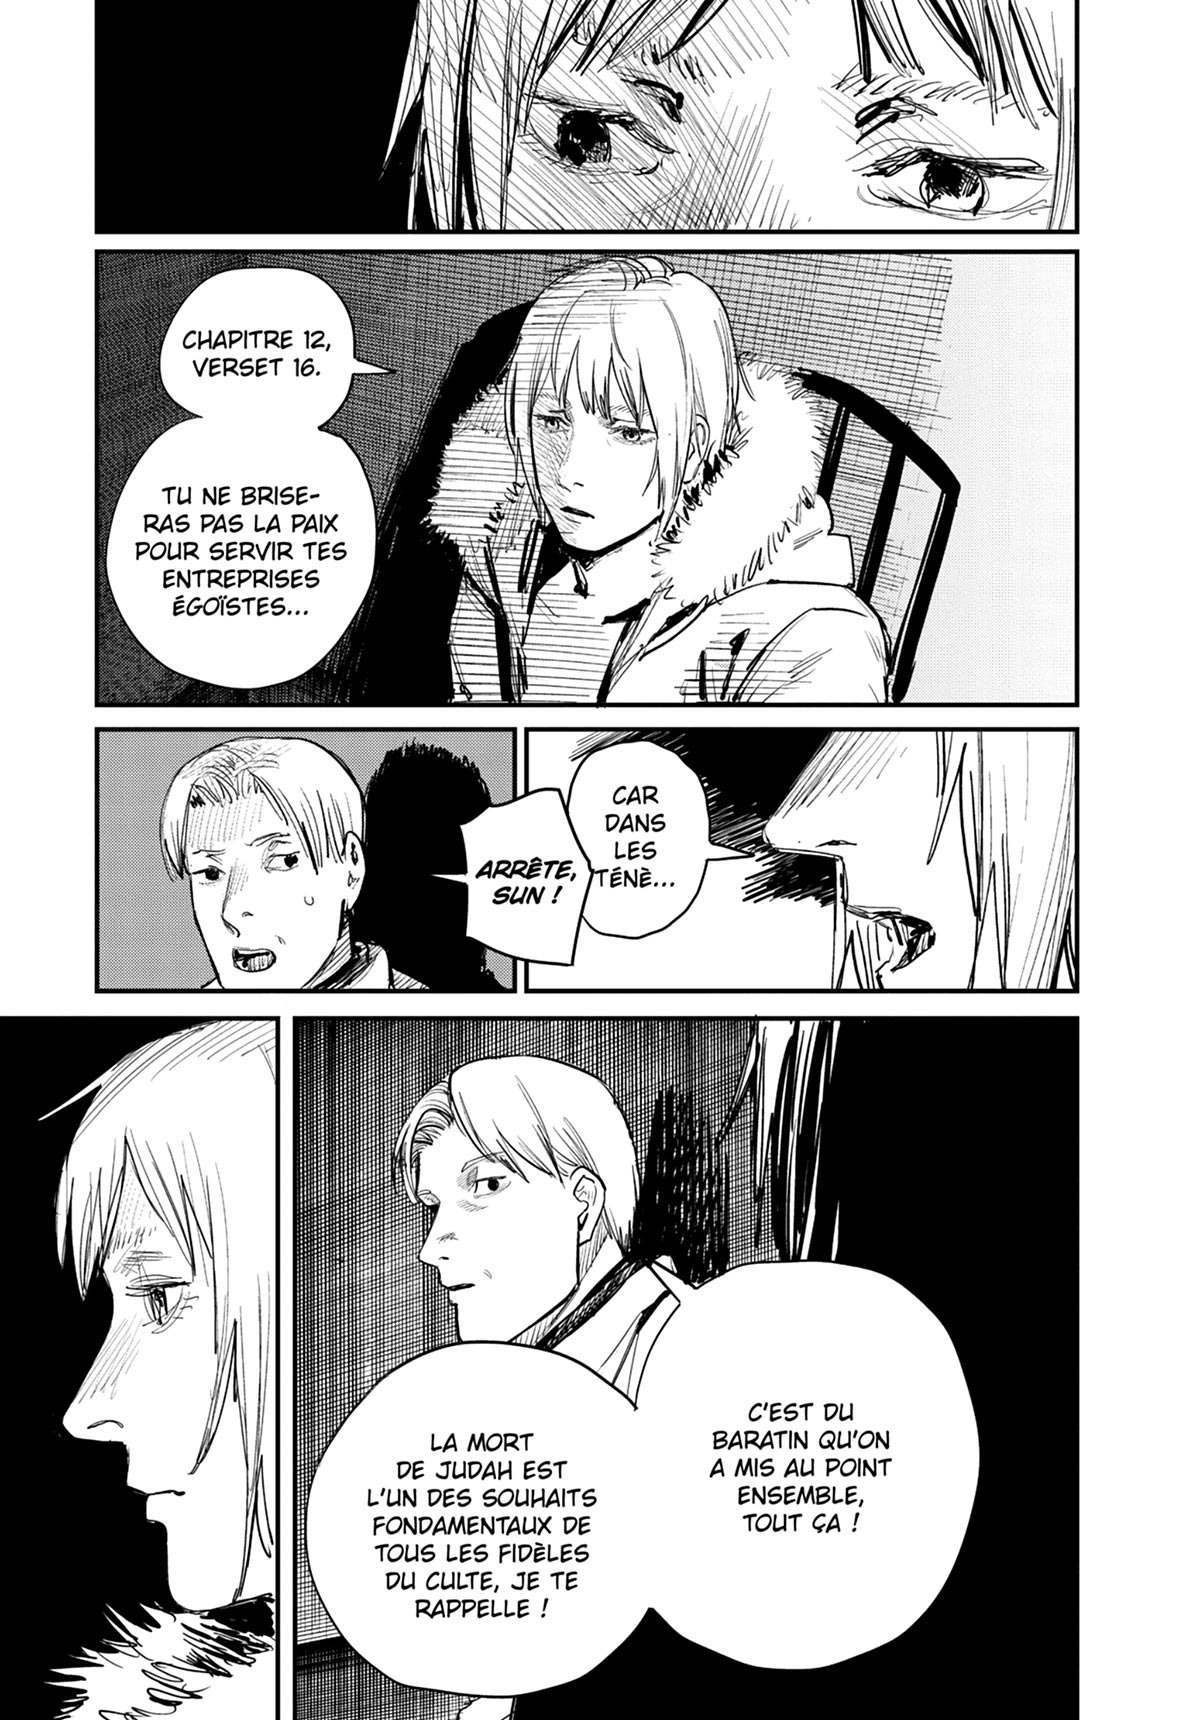 CHAPITRE 12,
VERSET 16.
TU NE BRISE-
RAS PAS LA PAIX
POUR SERVIR TES
ENTREPRISES
ÉGOÏSTES...
CAR
DANS
LES
TÉNÈ...
ARRÊTE,
SUN !
C'EST DU
BARATIN QU'ON
A MIS AU POINT
ENSEMBLE,
TOUT ÇA !
LA MORT
DE JUDAH EST
L'UN DES SOUHAITS
FONDAMENTAUX DE
TOUS LES FIDÈLES
DU CULTE, JE TE
RAPPELLE !